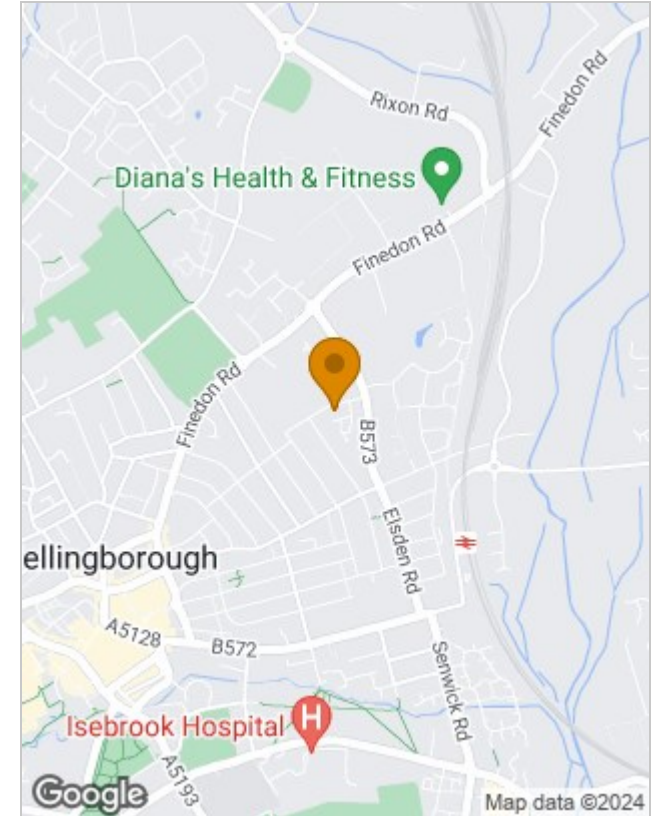 Rixon Rd
Finedon Rd
Diana's Health & Fitness
Finedon Rd
Finedon Rd
B573
Elsden Rd
ellingborough
A5128
B572
Senwick Rd
Isebrook Hospital
H
A5193
Google
Map data ©2024